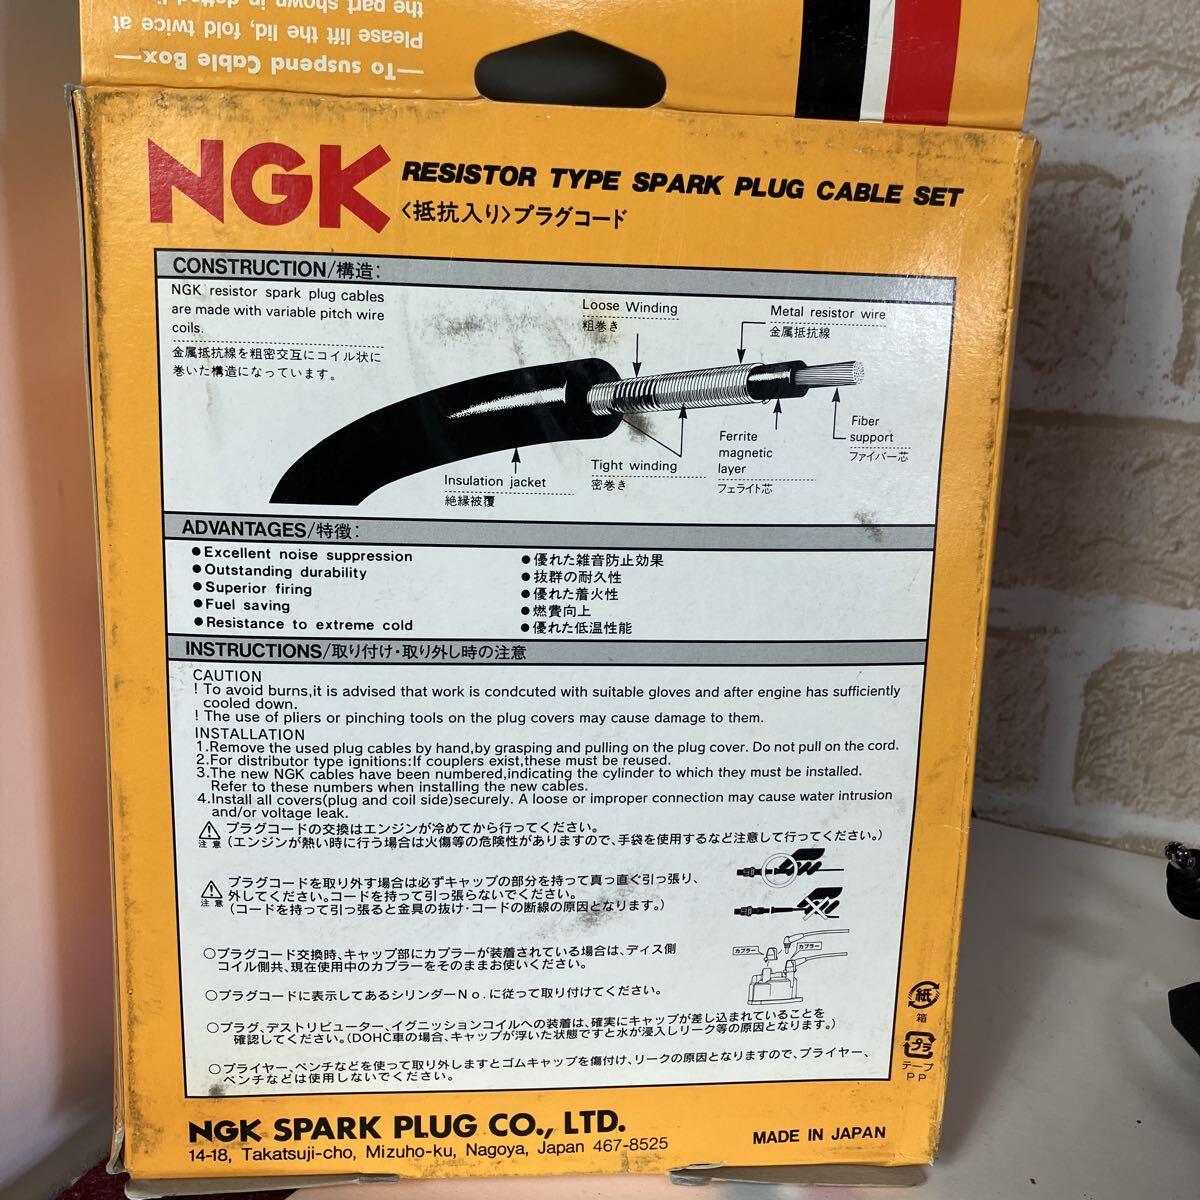 —To suspend Cable Box—
Please lift the lid, fold twice at
the part shown in dotted
NGK RESISTOR TYPE SPARK PLUG CABLE SET
〈抵抗入り〉プラグコード
CONSTRUCTION/構造:
NGK resistor spark plug cables
are made with variable pitch wire
coils.
金属抵抗線を粗密交互にコイル状に
巻いた構造になっています。
Loose Winding
粗巻き
Metal resistor wire
金属抵抗線
Fiber
support
ファイバー芯
Ferrite
magnetic
layer
フェライト芯
Tight winding
密巻き
Insulation jacket
絶縁被覆
ADVANTAGES/特徴:
●Excellent noise suppression
●Outstanding durability
●Superior firing
●Fuel saving
●Resistance to extreme cold
●優れた雑音防止効果
●抜群の耐久性
●優れた着火性
●燃費向上
●優れた低温性能
INSTRUCTIONS/取り付け・取り外し時の注意
CAUTION
! To avoid burns,it is advised that work is condcuted with suitable gloves and after engine has sufficiently
cooled down.
! The use of pliers or pinching tools on the plug covers may cause damage to them.
INSTALLATION
1.Remove the used plug cables by hand,by grasping and pulling on the plug cover. Do not pull on the cord.
2.For distributor type ignitions:If couplers exist,these must be reused.
3.The new NGK cables have been numbered,indicating the cylinder to which they must be installed.
Refer to these numbers when installing the new cables.
4.Install all covers(plug and coil side)securely. A loose or improper connection may cause water intrusion
and/or voltage leak.
注意
プラグコードの交換はエンジンが冷めてから行ってください。
(エンジンが熱い時に行う場合は火傷等の危険性がありますので、手袋を使用するなど注意して行ってください。)
注意
プラグコードを取り外す場合は必ずキャップの部分を持って真っ直ぐ引っ張り、
外してください。コードを持って引っ張らないでください。
(コードを持って引っ張ると金具の抜け・コードの断線の原因となります。)
○プラグコード交換時、キャップ部にカプラーが装着されている場合は、ディス側
コイル側共、現在使用中のカプラーをそのままお使いください。
カプラー
カプラー
○プラグコードに表示してあるシリンダーNo.に従って取り付けてください。
○プラグ、デストリビューター、イグニッションコイルへの装着は、確実にキャップが差し込まれていることを
確認してください。(DOHC車の場合、キャップが浮いた状態ですと水が浸入しリーク等の原因となります。)
○プライヤー、ペンチなどを使って取り外しますとゴムキャップを傷付け、リークの原因となりますので、プライヤー、
ペンチなどは使用しないでください。
紙
箱
プラ
テープ
PP
NGK SPARK PLUG CO., LTD.
14-18, Takatsuji-cho, Mizuho-ku, Nagoya, Japan 467-8525
MADE IN JAPAN